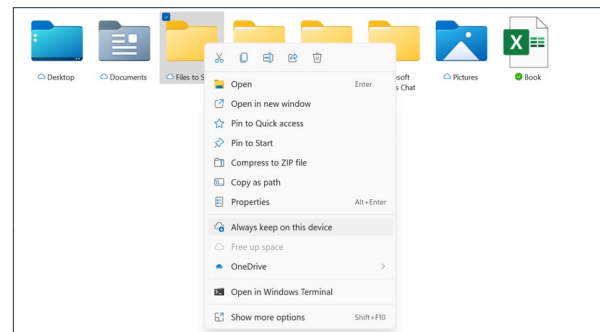 Desktop
Documents
Files to S
soft
s Chat
Pictures
Book
Open Enter
Open in new window
Pin to Quick access
Pin to Start
Compress to ZIP file
Copy as path
Properties Alt+Enter
Always keep on this device
Free up space
OneDrive
Open in Windows Terminal
Show more options Shift+F10